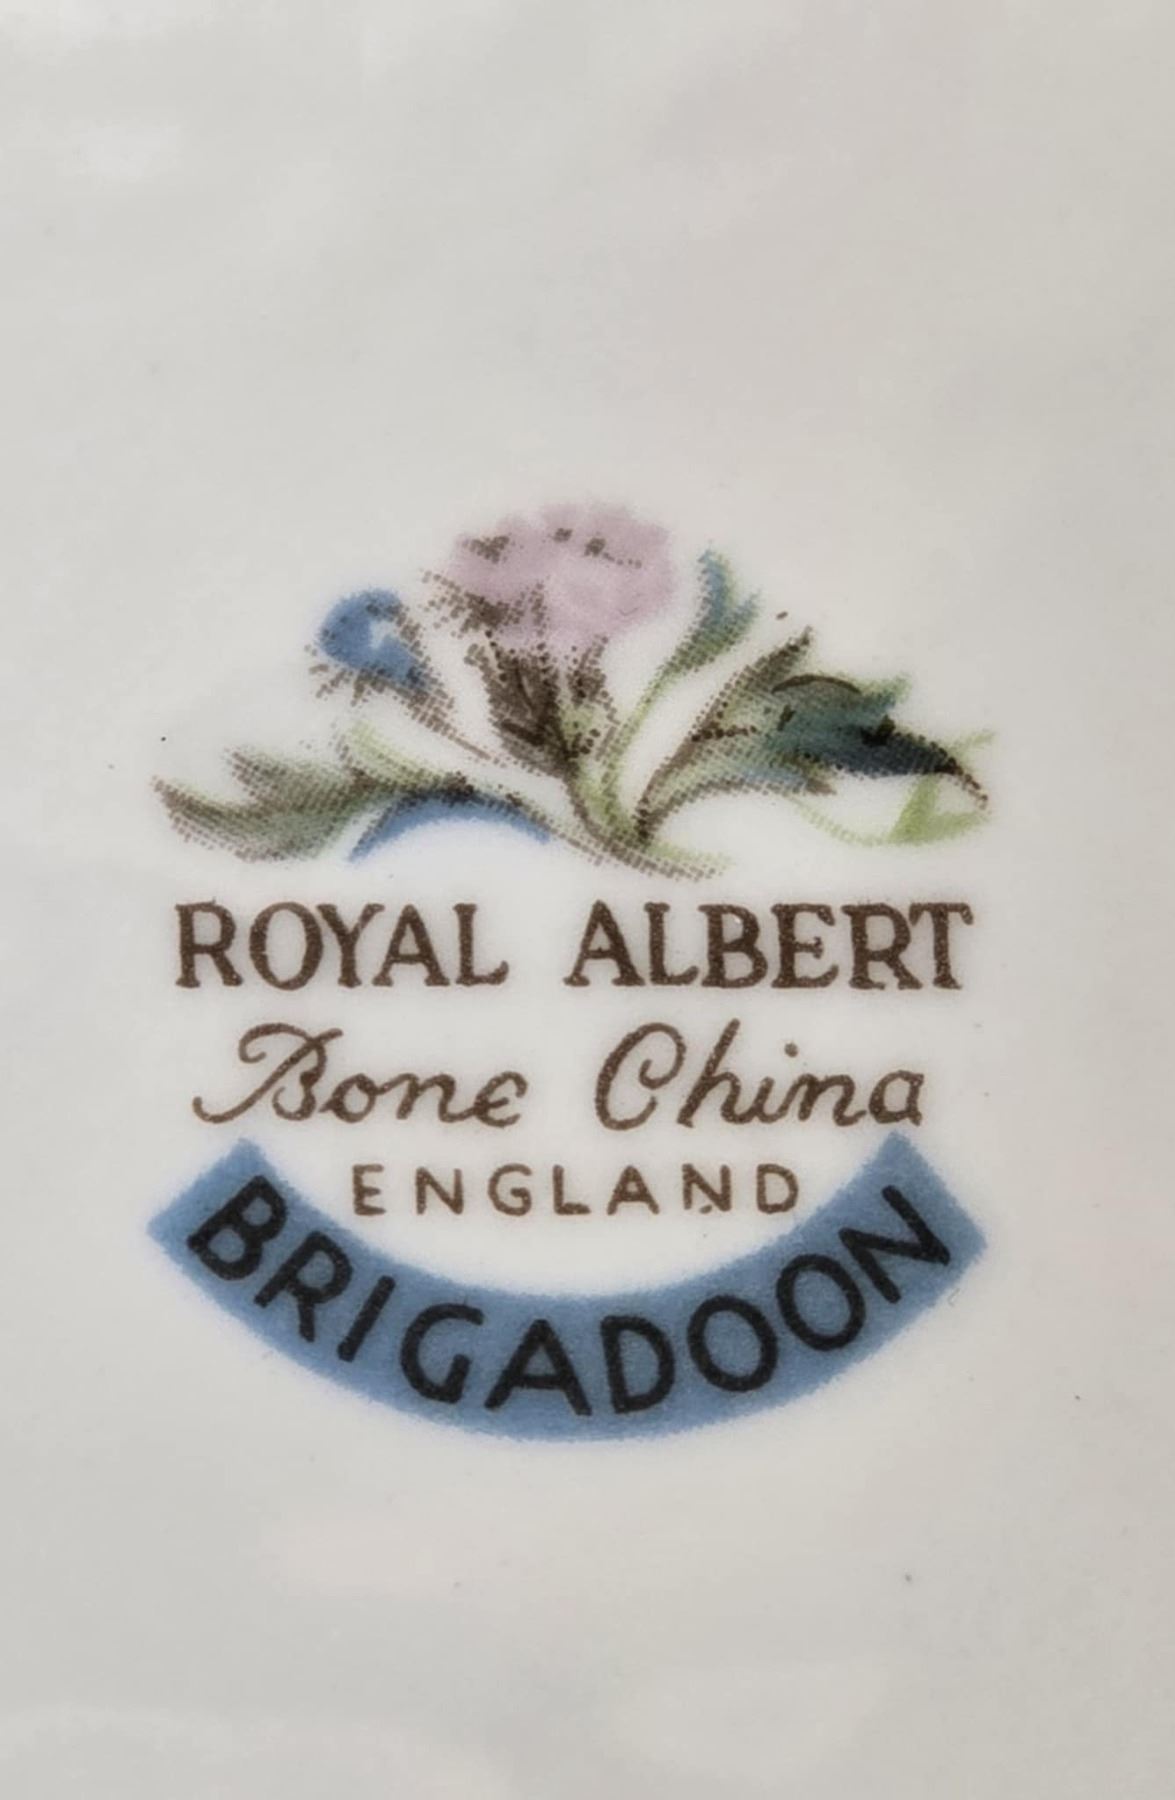 ROYAL ALBERT
Bone China
ENGLAND
BRIGADOON